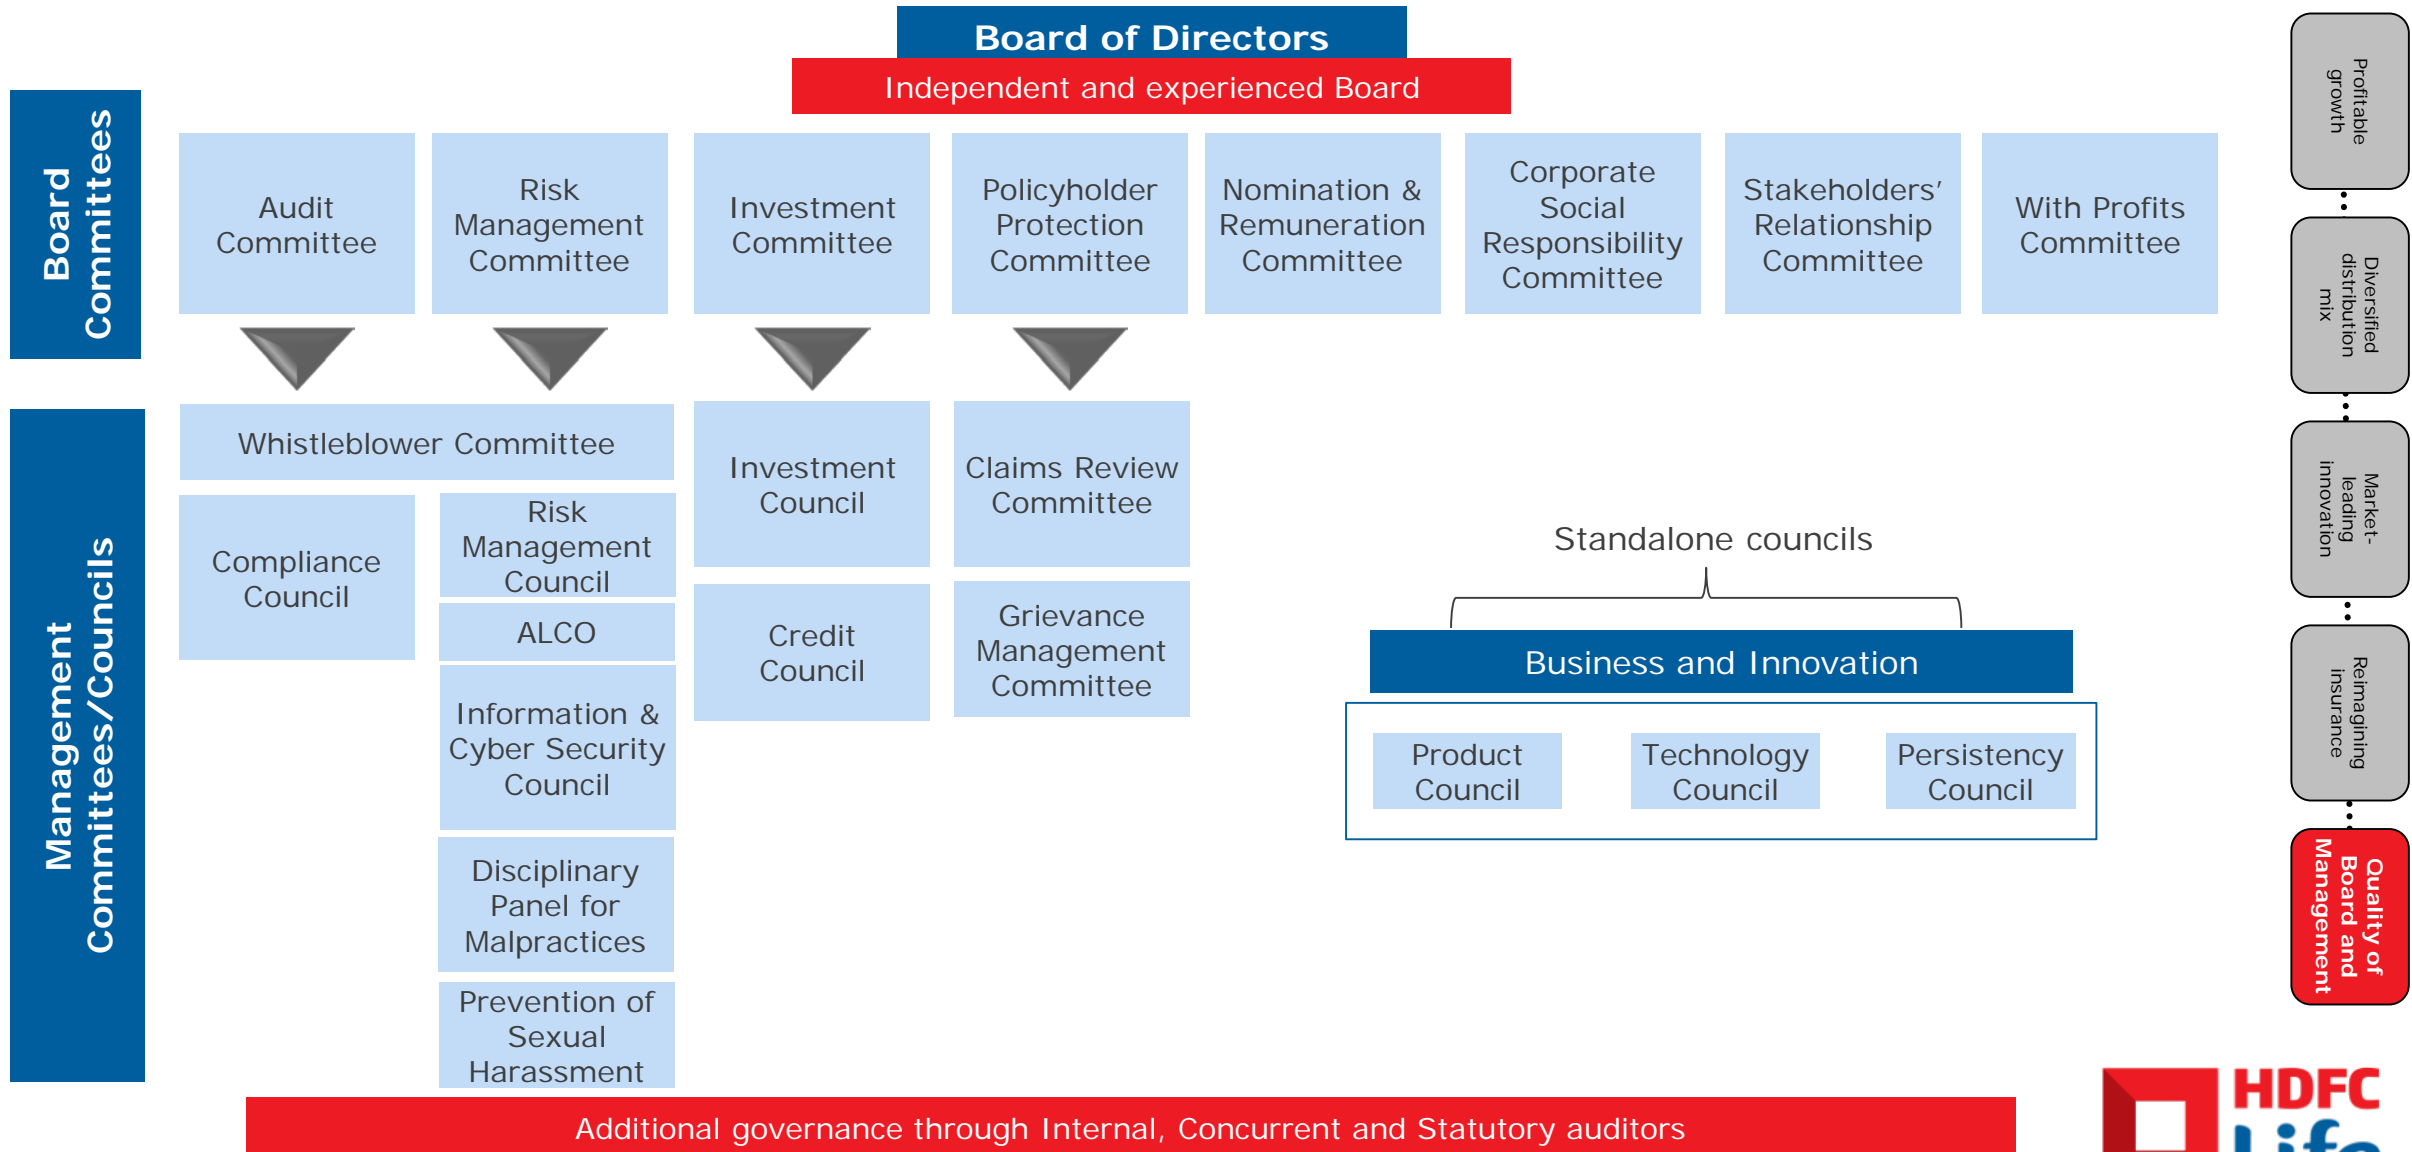 Board of Directors
Independent and experienced Board
Board
Committees
Audit
Committee
Risk
Management
Committee
Investment
Committee
Policyholder
Protection
Committee
Nomination &
Remuneration
Committee
Corporate
Social
Responsibility
Committee
Stakeholders’
Relationship
Committee
With Profits
Committee
Management
Committees/Councils
Whistleblower Committee
Compliance
Council
Risk
Management
Council
ALCO
Information &
Cyber Security
Council
Disciplinary
Panel for
Malpractices
Prevention of
Sexual
Harassment
Investment
Council
Credit
Council
Claims Review
Committee
Grievance
Management
Committee
Standalone councils
Business and Innovation
Product
Council
Technology
Council
Persistency
Council
Additional governance through Internal, Concurrent and Statutory auditors
Profitable
growth
Diversified
distribution
mix
Market-
leading
innovation
Reimagining
insurance
Quality of
Board and
Management
HDFC
Life